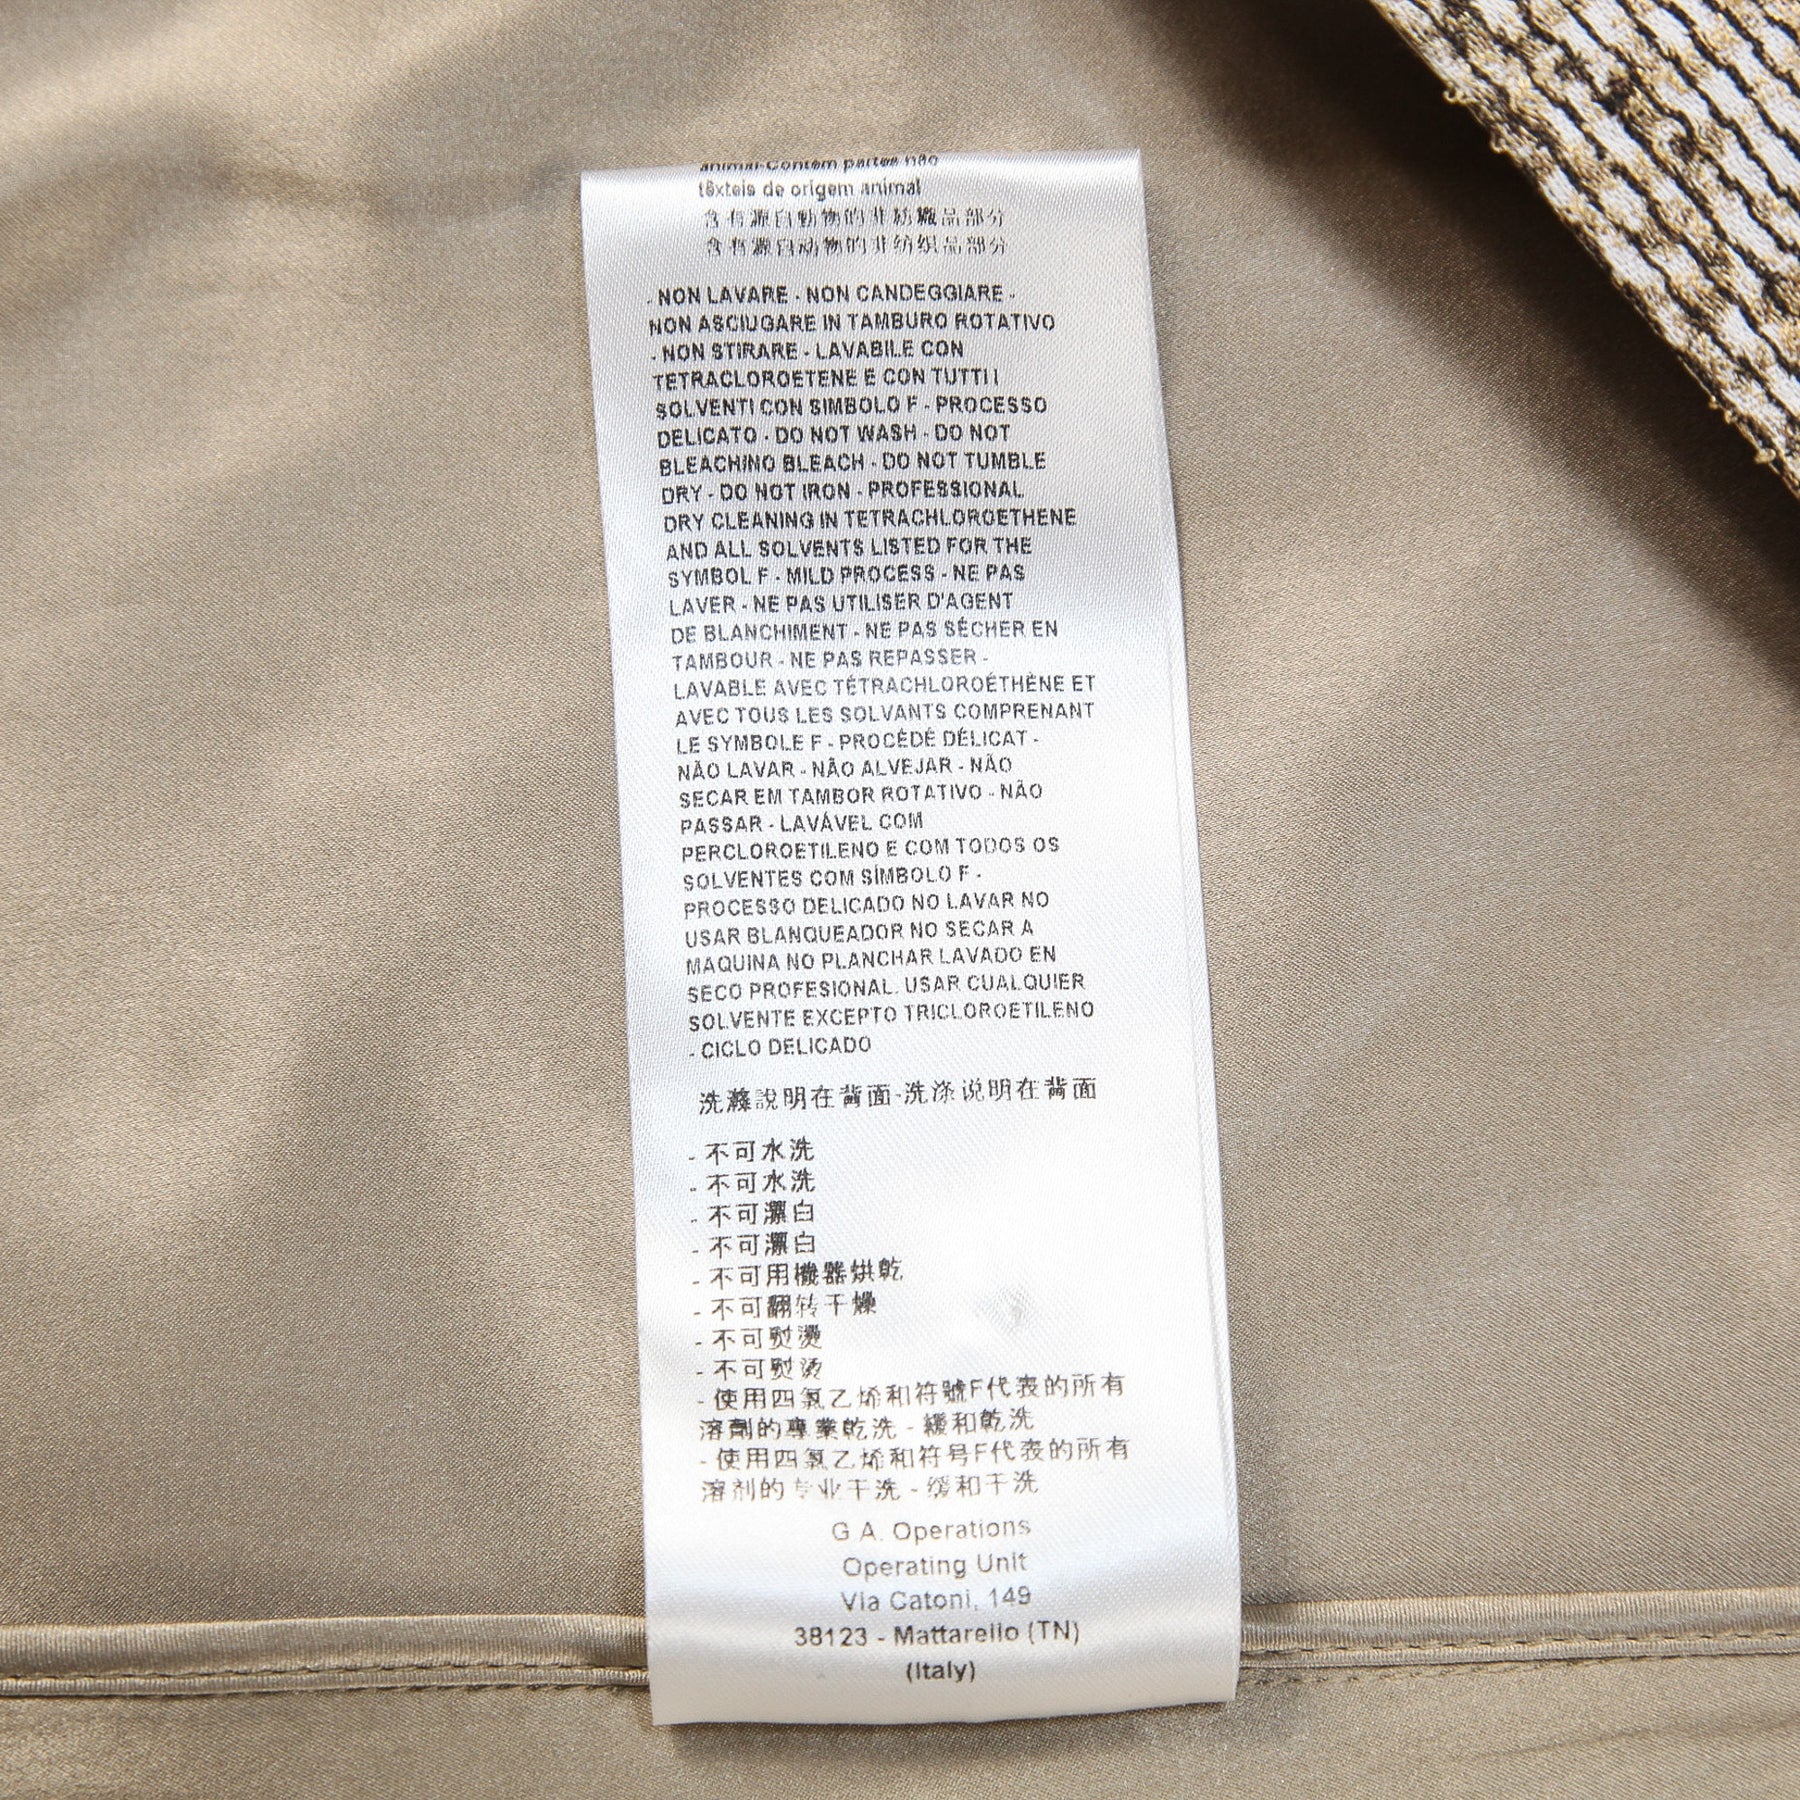 animal-Contém partes não
têxteis de origem animal
含有源自動物的非紡織品部分
含有源自动物的非纺织品部分
- NON LAVARE - NON CANDEGGIARE -
NON ASCIUGARE IN TAMBURO ROTATIVO
- NON STIRARE - LAVABILE CON
TETRACLOROETENE E CON TUTTI I
SOLVENTI CON SIMBOLO F - PROCESSO
DELICATO - DO NOT WASH - DO NOT
BLEACHINO BLEACH - DO NOT TUMBLE
DRY - DO NOT IRON - PROFESSIONAL
DRY CLEANING IN TETRACHLOROETHENE
AND ALL SOLVENTS LISTED FOR THE
SYMBOL F - MILD PROCESS - NE PAS
LAVER - NE PAS UTILISER D'AGENT
DE BLANCHIMENT - NE PAS SÉCHER EN
TAMBOUR - NE PAS REPASSER -
LAVABLE AVEC TÉTRACHLOROÉTHÈNE ET
AVEC TOUS LES SOLVANTS COMPRENANT
LE SYMBOLE F - PROCÈDÉ DÉLICAT -
NÃO LAVAR - NÃO ALVEJAR - NÃO
SECAR EM TAMBOR ROTATIVO - NÃO
PASSAR - LAVÁVEL COM
PERCLOROETILENO E COM TODOS OS
SOLVENTES COM SÍMBOLO F -
PROCESSO DELICADO NO LAVAR NO
USAR BLANQUEADOR NO SECAR A
MAQUINA NO PLANCHAR LAVADO EN
SECO PROFESIONAL. USAR CUALQUIER
SOLVENTE EXCEPTO TRICLOROETILENO
- CICLO DELICADO
洗滌說明在背面-洗涤说明在背面
- 不可水洗
- 不可水洗
- 不可漂白
- 不可漂白
- 不可用機器烘乾
- 不可翻转干燥
- 不可熨燙
- 不可熨烫
- 使用四氯乙烯和符號F代表的所有
溶劑的專業乾洗 - 緩和乾洗
- 使用四氯乙烯和符号F代表的所有
溶剂的专业干洗 - 缓和干洗
G.A. Operations
Operating Unit
Via Catoni, 149
38123 - Mattarello (TN)
(Italy)